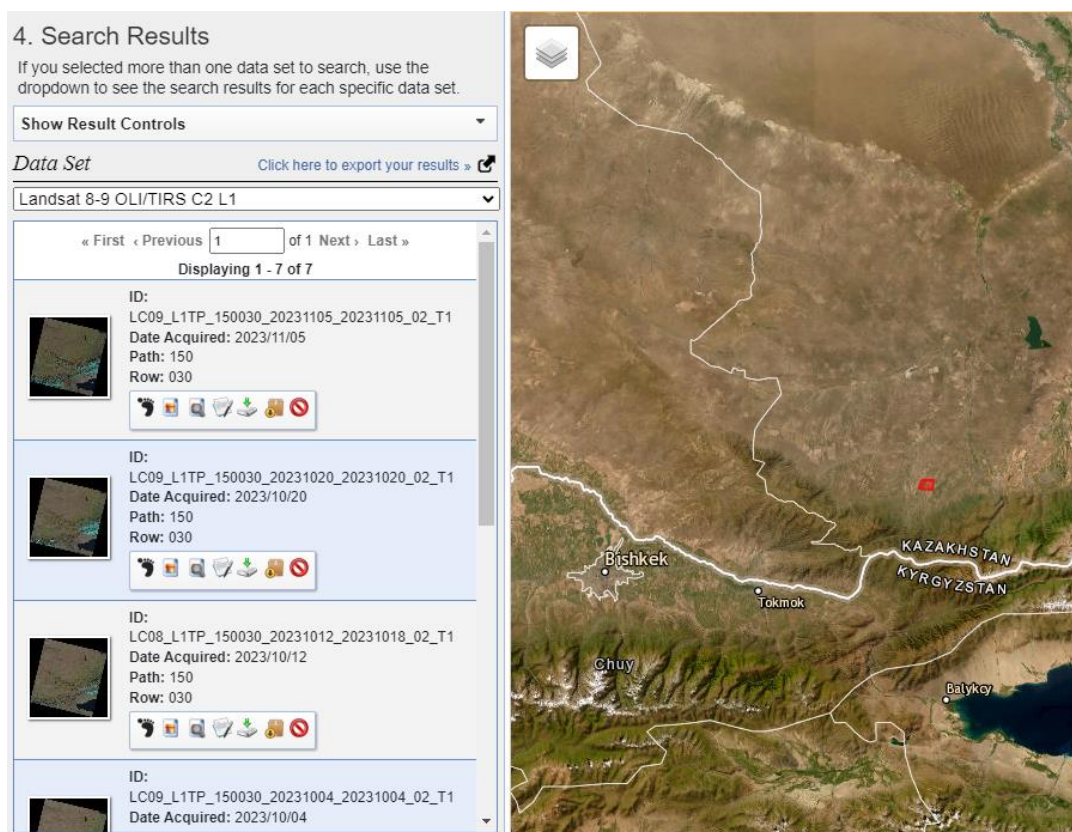 4. Search Results
If you selected more than one data set to search, use the
dropdown to see the search results for each specific data set.
Show Result Controls
Data Set
Click here to export your results »
Landsat 8-9 OLI/TIRS C2 L1
« First ‹ Previous 1 of 1 Next › Last »
Displaying 1 - 7 of 7
ID:
LC09_L1TP_150030_20231105_20231105_02_T1
Date Acquired: 2023/11/05
Path: 150
Row: 030
ID:
LC09_L1TP_150030_20231020_20231020_02_T1
Date Acquired: 2023/10/20
Path: 150
Row: 030
ID:
LC08_L1TP_150030_20231012_20231018_02_T1
Date Acquired: 2023/10/12
Path: 150
Row: 030
ID:
LC09_L1TP_150030_20231004_20231004_02_T1
Date Acquired: 2023/10/04
KAZAKHSTAN
KYRGYZSTAN
Bishkek
Tokmok
Chuy
Balykcy